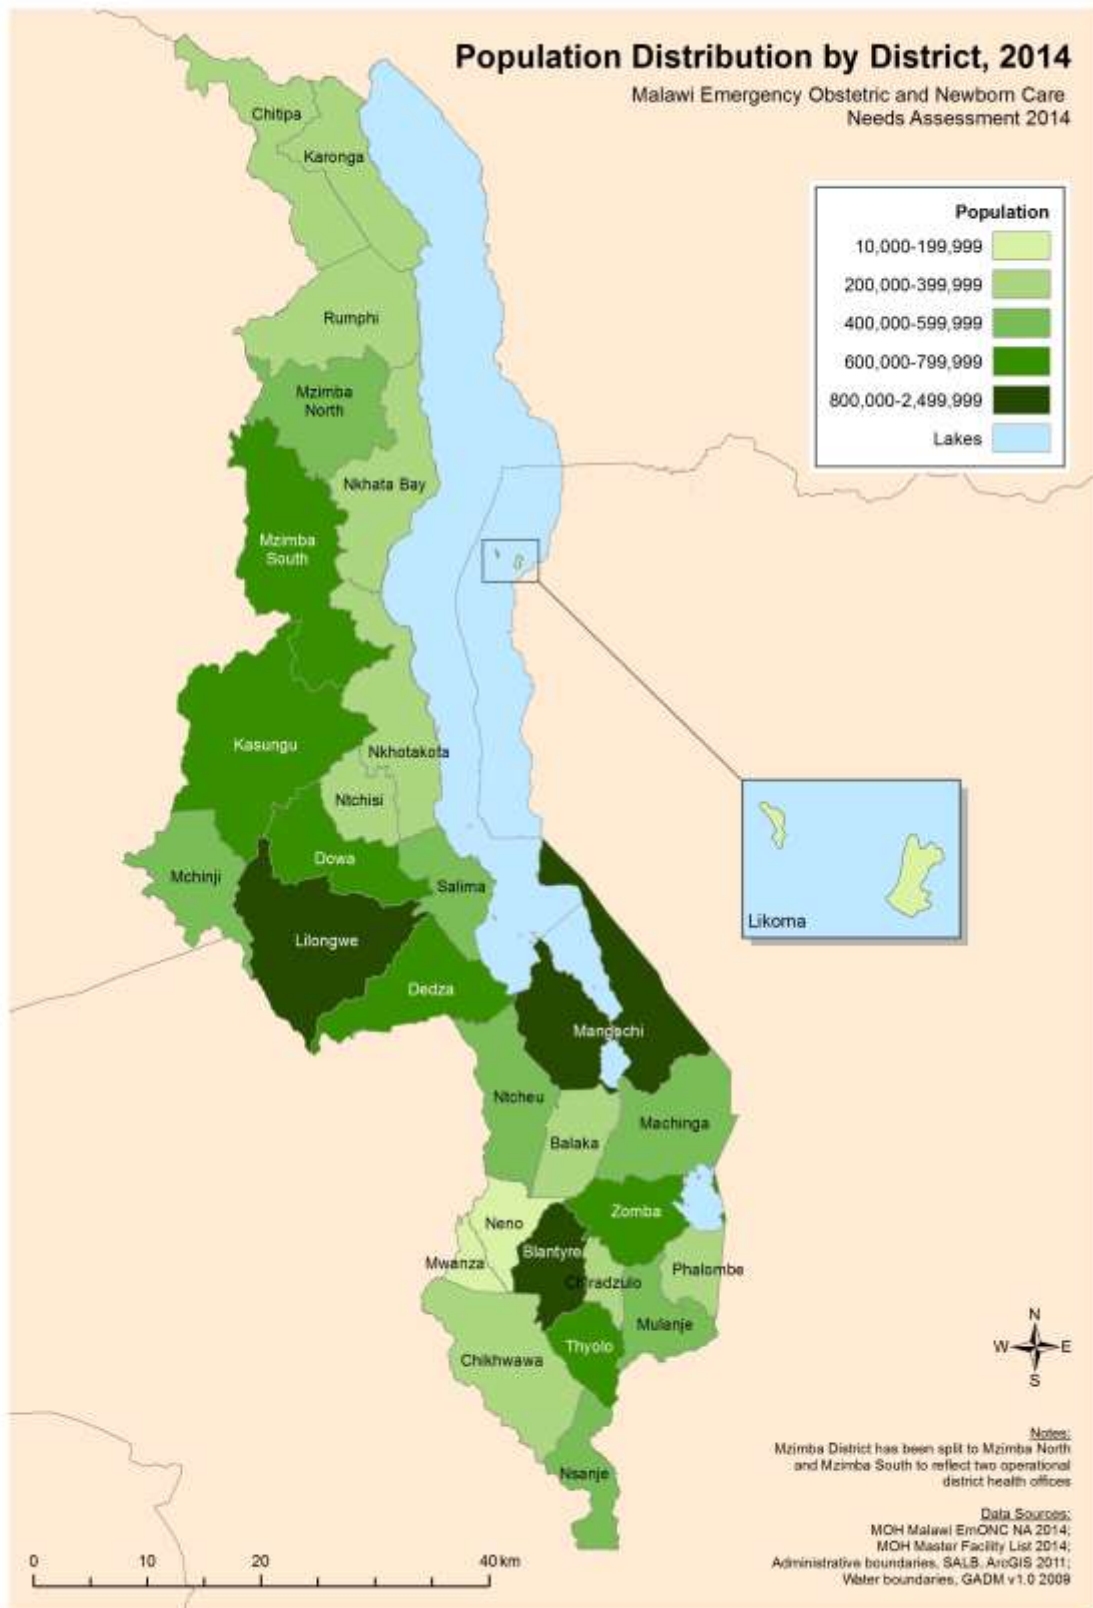 Population Distribution by District, 2014
Malawi Emergency Obstetric and Newborn Care
Needs Assessment 2014
Population
10,000-199,999
200,000-399,999
400,000-599,999
600,000-799,999
800,000-2,499,999
Lakes
Chitipa
Karonga
Rumphi
Mzimba
North
Nkhata Bay
Mzimba
South
Kasungu
Nkhotakota
Ntchisi
Dowa
Mchinji
Salima
Likoma
Lilongwe
Dedza
Mangochi
Ntcheu
Machinga
Balaka
Zomba
Neno
Blantyre
Mwanza
Phalombe
Ch'radzulo
Mulanje
Thyolo
Chikhwawa
Nsanje
N
W E
S
Notes:
Mzimba District has been split to Mzimba North
and Mzimba South to reflect two operational
district health offices
Data Sources:
MOH Malawi EmONC NA 2014;
MOH Master Facility List 2014;
Administrative boundaries, SALB, ArcGIS 2011;
Water boundaries, GADM v1.0 2009
0 10 20 40 km